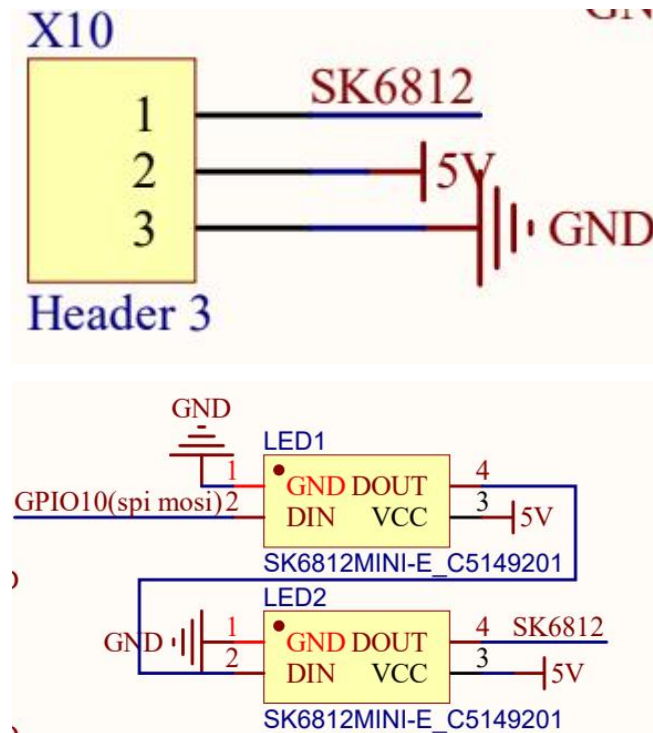 GN
X10
SK6812
1
2
5V
3
GND
Header 3
GND
LED1
1
GND DOUT
4
GPIO10(spi mosi)
2
DIN VCC
3
5V
SK6812MINI-E_C5149201
LED2
GND
1
GND DOUT
4
SK6812
2
DIN VCC
3
5V
SK6812MINI-E_C5149201